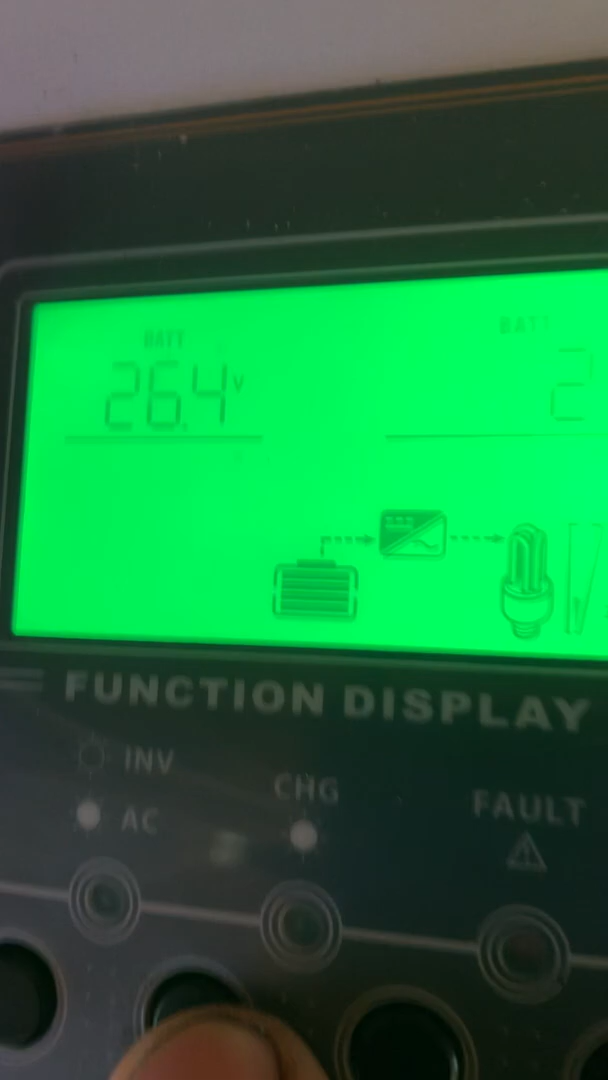 BATT
26.4V
BATT
2
FUNCTION DISPLAY
INV
CHG
AC
FAULT